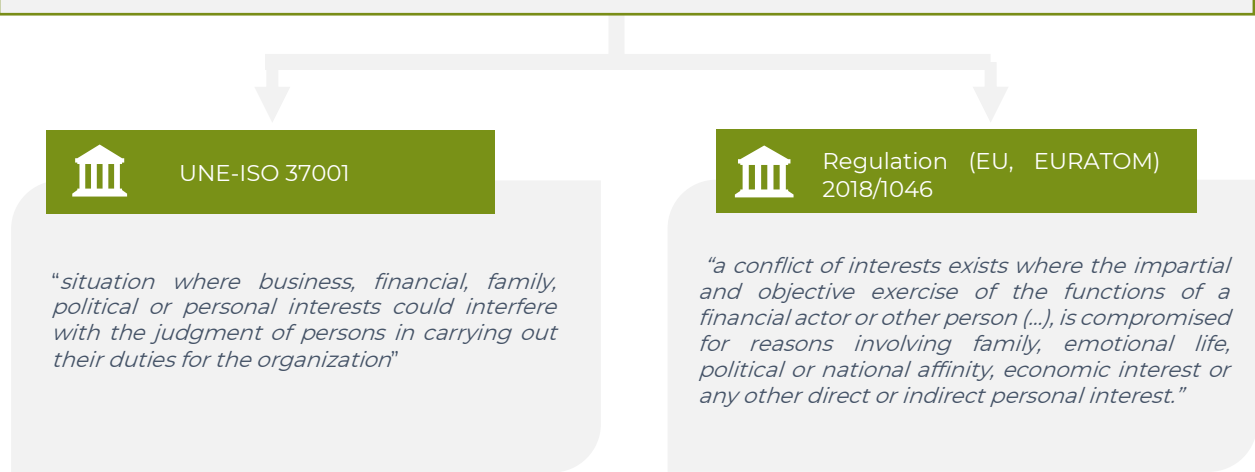 UNE-ISO 37001
“situation where business, financial, family,
political or personal interests could interfere
with the judgment of persons in carrying out
their duties for the organization”
Regulation (EU, EURATOM)
2018/1046
“a conflict of interests exists where the impartial
and objective exercise of the functions of a
financial actor or other person (...), is compromised
for reasons involving family, emotional life,
political or national affinity, economic interest or
any other direct or indirect personal interest.”